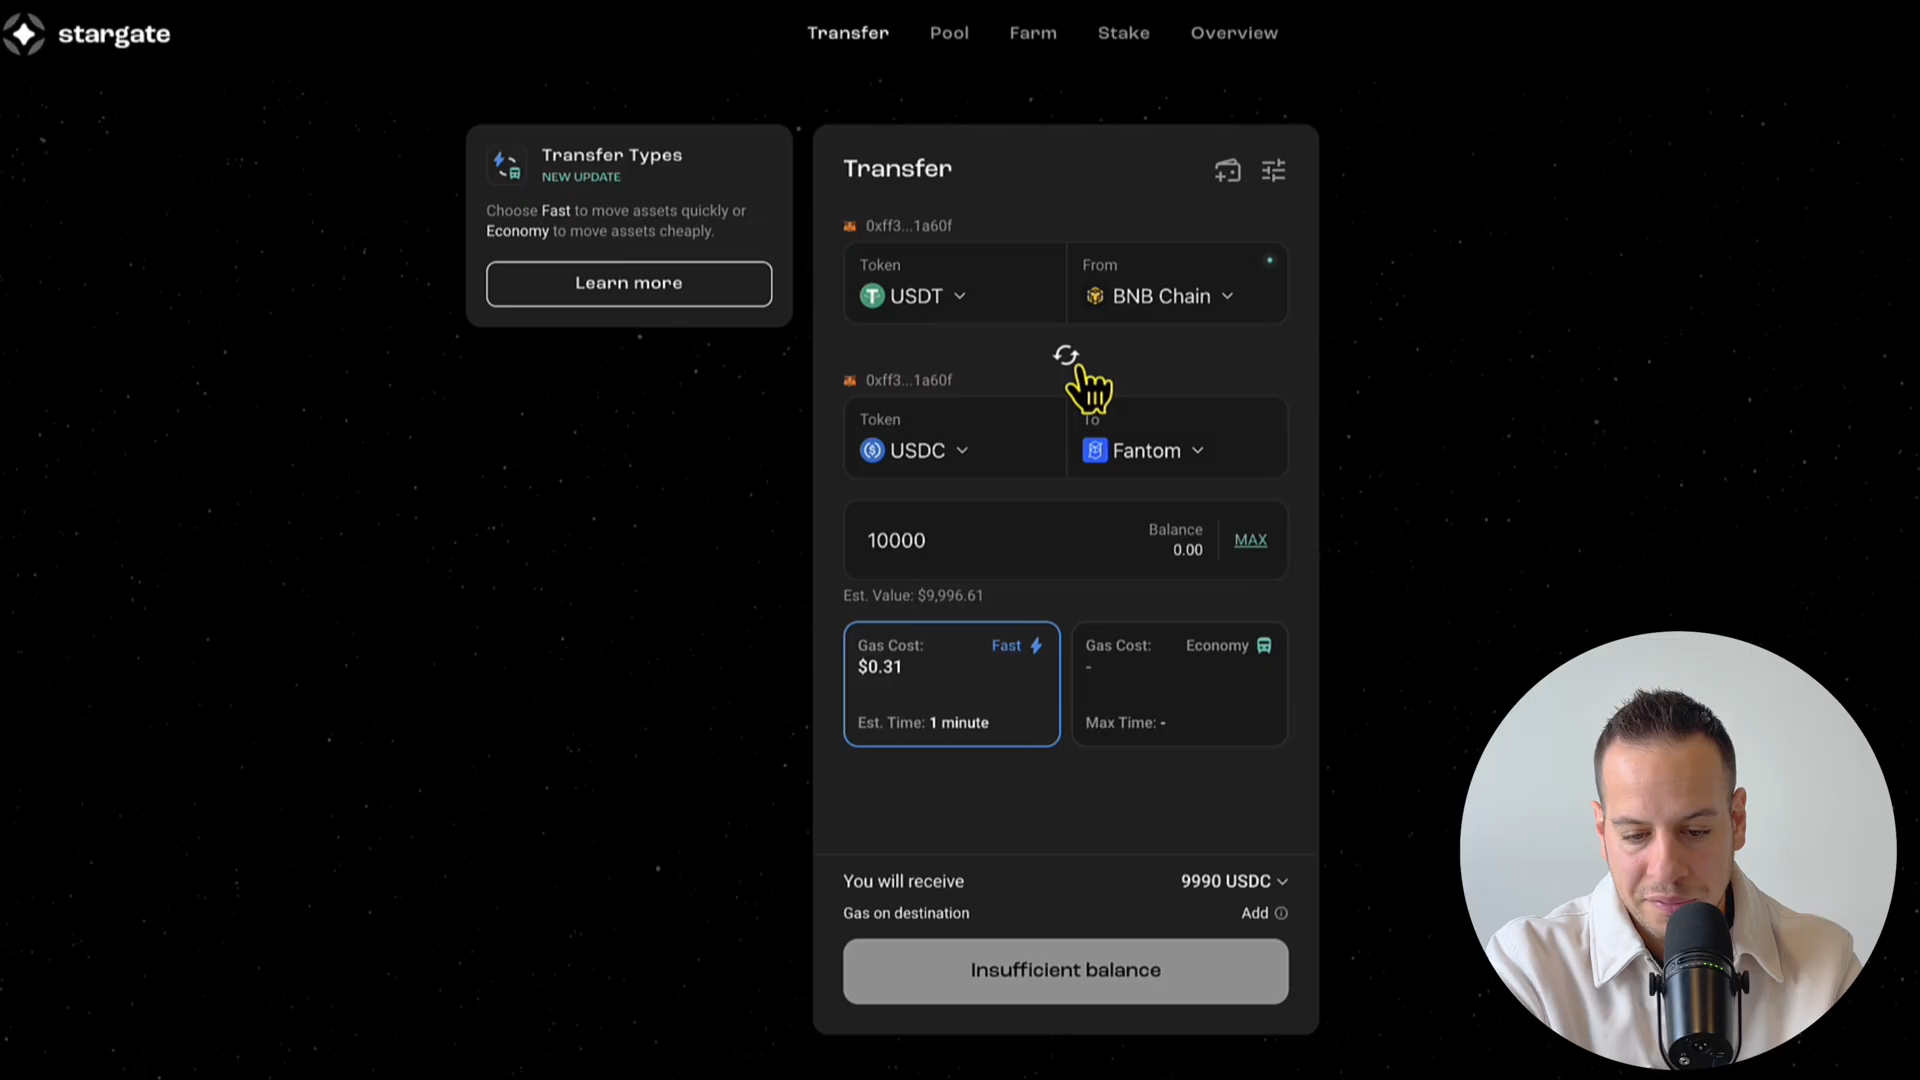 stargate
Transfer Pool Farm Stake Overview
Transfer Types
NEW UPDATE
Choose Fast to move assets quickly or
Economy to move assets cheaply.
Learn more
Transfer
0xff3...1a60f
Token
USDT
From
BNB Chain
0xff3...1a60f
Token
USDC
To
Fantom
10000
Balance
0.00
MAX
Est. Value: $9,996.61
Gas Cost: Fast
$0.31
Est. Time: 1 minute
Gas Cost: Economy
-
Max Time: -
You will receive 9990 USDC
Gas on destination Add
Insufficient balance